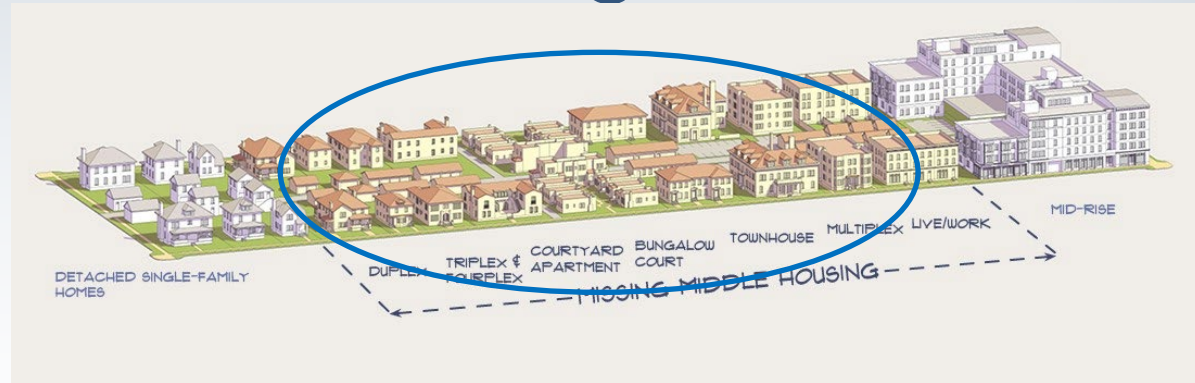 DETACHED SINGLE-FAMILY
HOMES
DUPLEX
TRIPLEX &
FOURPLEX
COURTYARD
APARTMENT
BUNGALOW
COURT
TOWNHOUSE
MULTIPLEX
LIVE/WORK
MID-RISE
MISSING MIDDLE HOUSING